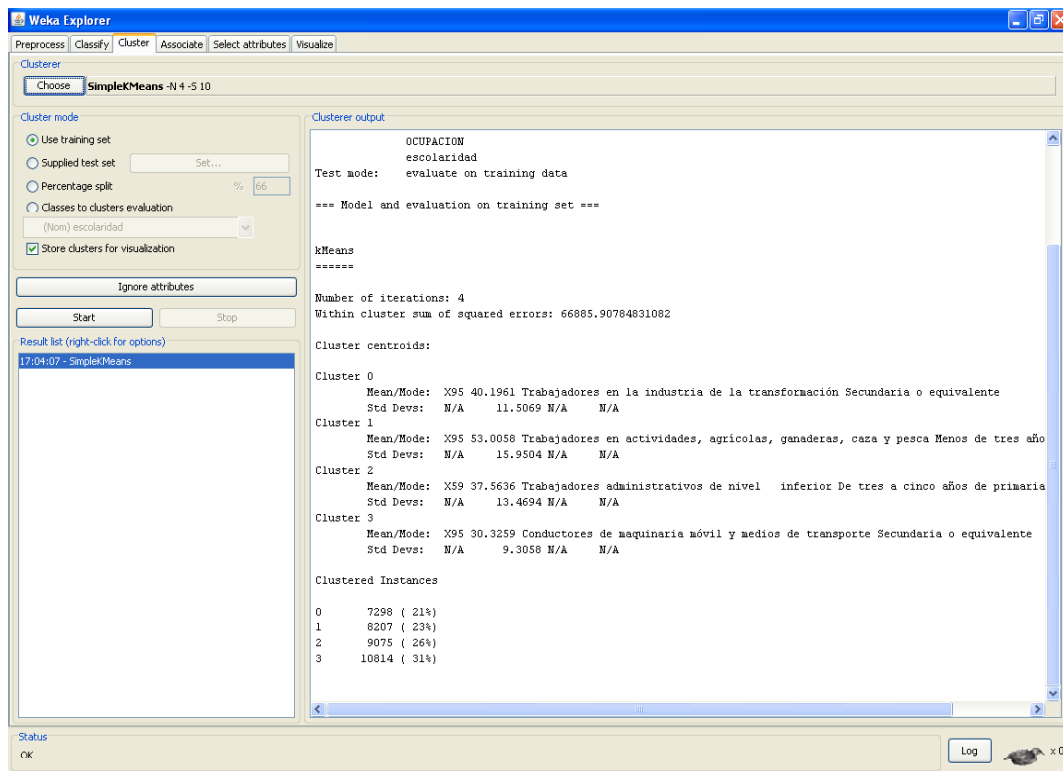 Weka Explorer
Preprocess Classify Cluster Associate Select attributes Visualize
Clusterer
Choose SimpleKMeans -N 4 -S 10
Cluster mode
Use training set
Supplied test set Set...
Percentage split % 66
Classes to clusters evaluation
(Nom) escolaridad
Store clusters for visualization
Ignore attributes
Start Stop
Result list (right-click for options)
17:04:07 - SimpleKMeans
Clusterer output
OCUPACION
escolaridad
Test mode: evaluate on training data
=== Model and evaluation on training set ===
kMeans
======
Number of iterations: 4
Within cluster sum of squared errors: 66885.90784831082
Cluster centroids:
Cluster 0
Mean/Mode: X95 40.1961 Trabajadores en la industria de la transformación Secundaria o equivalente
Std Devs: N/A 11.5069 N/A N/A
Cluster 1
Mean/Mode: X95 53.0058 Trabajadores en actividades, agrícolas, ganaderas, caza y pesca Menos de tres año
Std Devs: N/A 15.9504 N/A N/A
Cluster 2
Mean/Mode: X59 37.5636 Trabajadores administrativos de nivel inferior De tres a cinco años de primaria
Std Devs: N/A 13.4694 N/A N/A
Cluster 3
Mean/Mode: X95 30.3259 Conductores de maquinaria móvil y medios de transporte Secundaria o equivalente
Std Devs: N/A 9.3058 N/A N/A
Clustered Instances
0 7298 ( 21%)
1 8207 ( 23%)
2 9075 ( 26%)
3 10814 ( 31%)
Status
OK
Log x 0